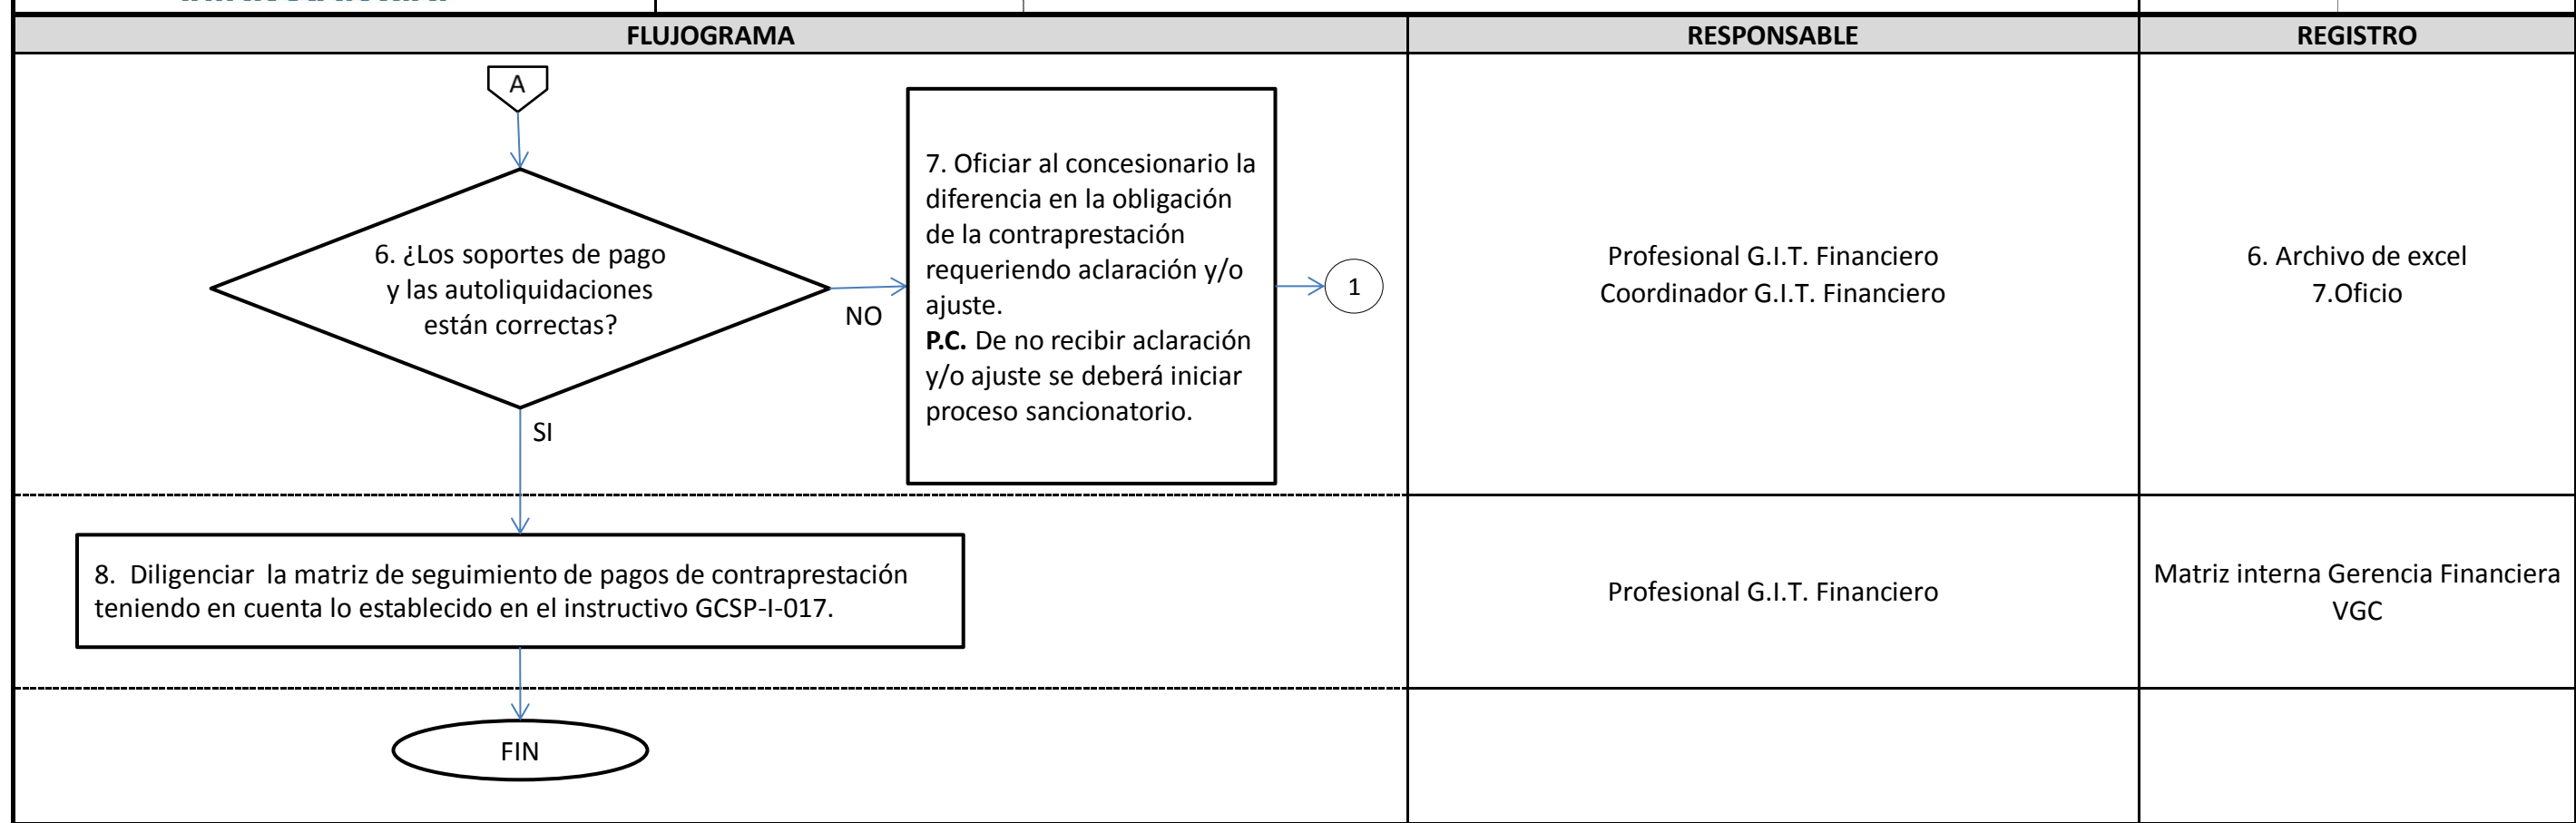 FLUJOGRAMA
RESPONSABLE
REGISTRO
A
6. ¿Los soportes de pago
y las autoliquidaciones
están correctas?
NO
SI
7. Oficiar al concesionario la
diferencia en la obligación
de la contraprestación
requeriendo aclaración y/o
ajuste.
P.C. De no recibir aclaración
y/o ajuste se deberá iniciar
proceso sancionatorio.
1
Profesional G.I.T. Financiero
Coordinador G.I.T. Financiero
6. Archivo de excel
7.Oficio
8.  Diligenciar  la matriz de seguimiento de pagos de contraprestación
teniendo en cuenta lo establecido en el instructivo GCSP-I-017.
Profesional G.I.T. Financiero
Matriz interna Gerencia Financiera
VGC
FIN